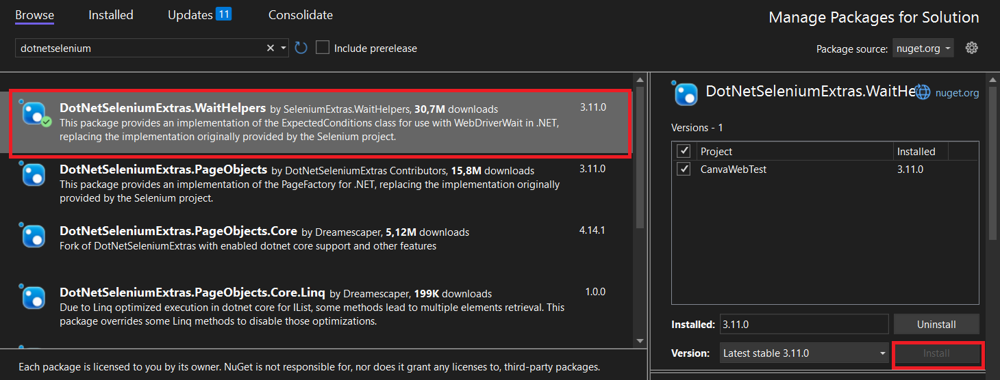 Browse Installed Updates 11 Consolidate Manage Packages for Solution
dotnetselenium Include prerelease Package source: nuget.org
DotNetSeleniumExtras.WaitHelpers by SeleniumExtras.WaitHelpers, 30,7M downloads 3.11.0
This package provides an implementation of the ExpectedConditions class for use with WebDriverWait in .NET,
replacing the implementation originally provided by the Selenium project.
DotNetSeleniumExtras.PageObjects by DotNetSeleniumExtras Contributors, 15,8M downloads 3.11.0
This package provides an implementation of the PageFactory for .NET, replacing the implementation originally
provided by the Selenium project.
DotNetSeleniumExtras.PageObjects.Core by Dreamescaper, 5,12M downloads 4.14.1
Fork of DotNetSeleniumExtras with enabled dotnet core support and other features
DotNetSeleniumExtras.PageObjects.Core.Linq by Dreamescaper, 199K downloads 1.0.0
Due to Linq optimized execution in dotnet core for IList, some methods lead to multiple elements retrieval. This
package overrides some Linq methods to disable those optimizations.
Each package is licensed to you by its owner. NuGet is not responsible for, nor does it grant any licenses to, third-party packages.
DotNetSeleniumExtras.WaitHe nuget.org
Versions - 1
Project Installed
CanvaWebTest 3.11.0
Installed: 3.11.0 Uninstall
Version: Latest stable 3.11.0 Install